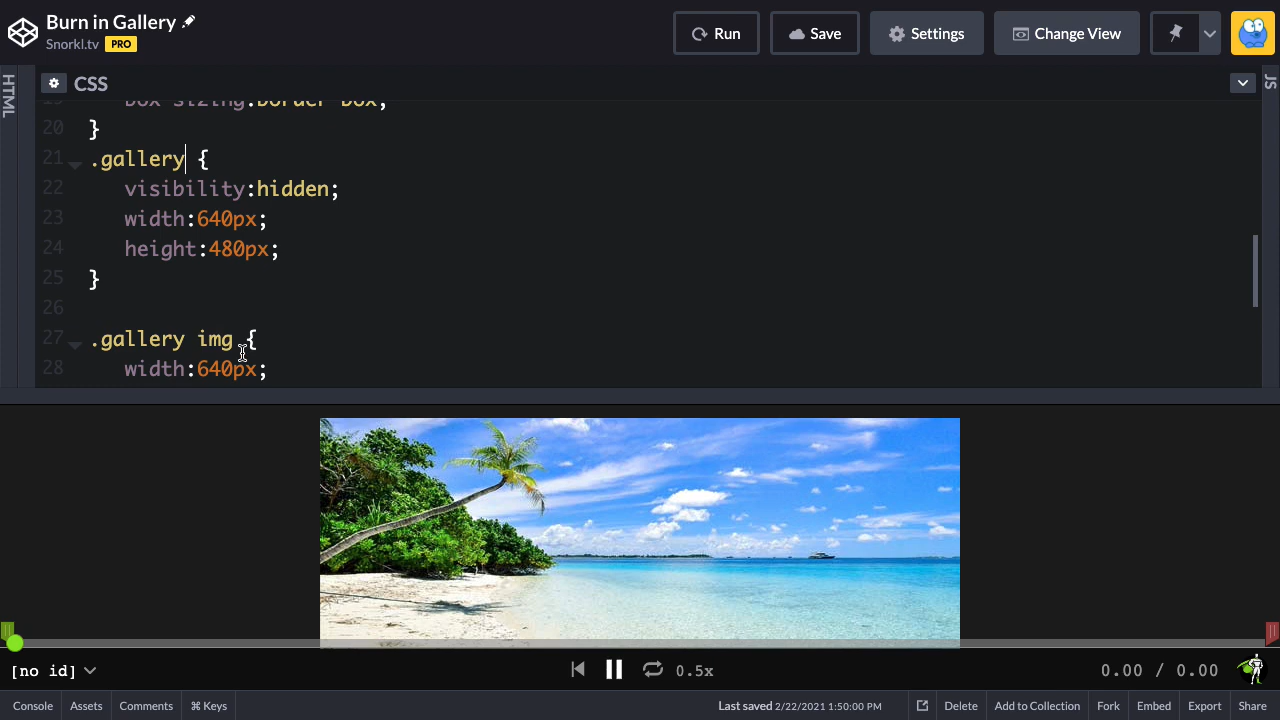 Burn in Gallery
Snorkl.tv PRO
Run
Save
Settings
Change View
HTML
CSS
JS
19 box-sizing:border-box;
20 }
21 .gallery {
22 visibility:hidden;
23 width:640px;
24 height:480px;
25 }
26
27 .gallery img {
28 width:640px;
[no id]
0.5x
0.00 / 0.00
Console
Assets
Comments
⌘ Keys
Last saved 2/22/2021 1:50:00 PM
Delete
Add to Collection
Fork
Embed
Export
Share